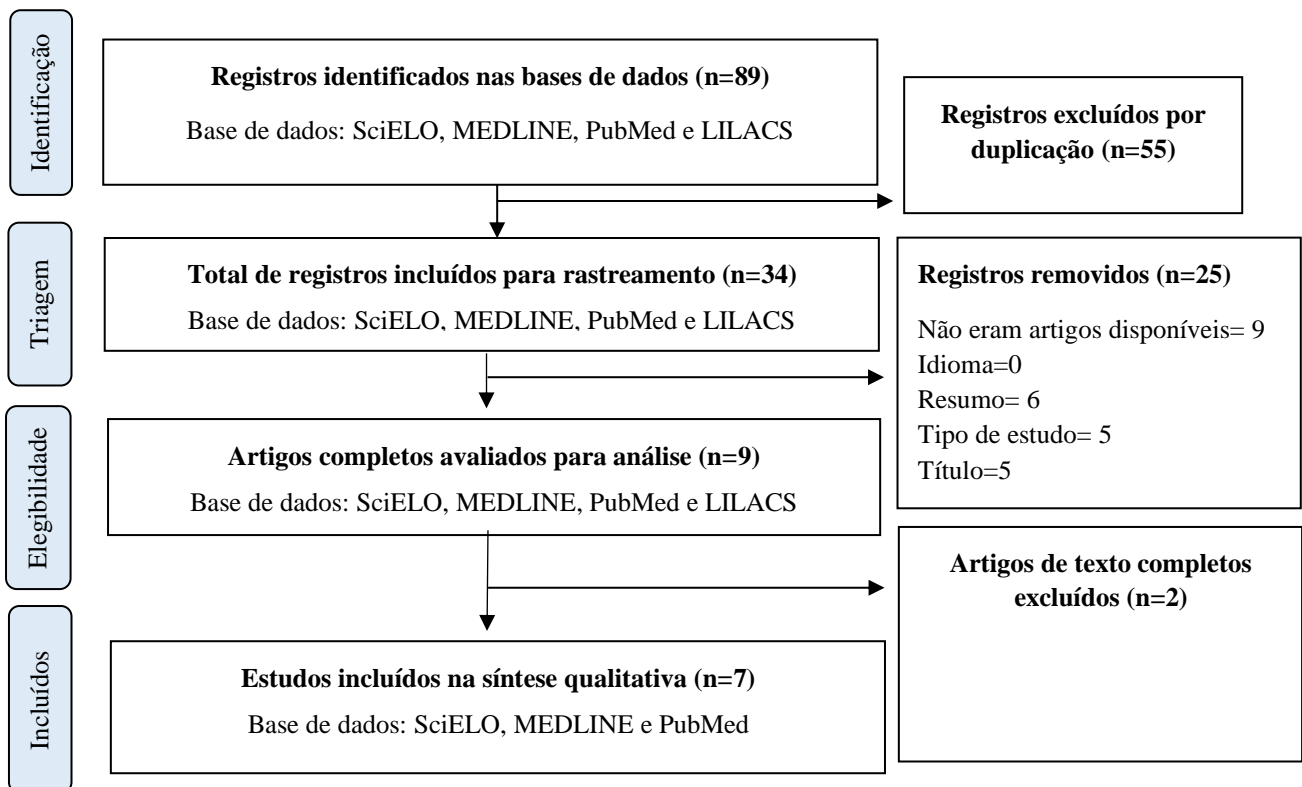 Identificação
Registros identificados nas bases de dados (n=89)
Base de dados: SciELO, MEDLINE, PubMed e LILACS
Registros excluídos por
duplicação (n=55)
Triagem
Total de registros incluídos para rastreamento (n=34)
Base de dados: SciELO, MEDLINE, PubMed e LILACS
Registros removidos (n=25)
Não eram artigos disponíveis= 9
Idioma=0
Resumo= 6
Tipo de estudo= 5
Título=5
Elegibilidade
Artigos completos avaliados para análise (n=9)
Base de dados: SciELO, MEDLINE, PubMed e LILACS
Artigos de texto completos
excluídos (n=2)
Incluídos
Estudos incluídos na síntese qualitativa (n=7)
Base de dados: SciELO, MEDLINE e PubMed